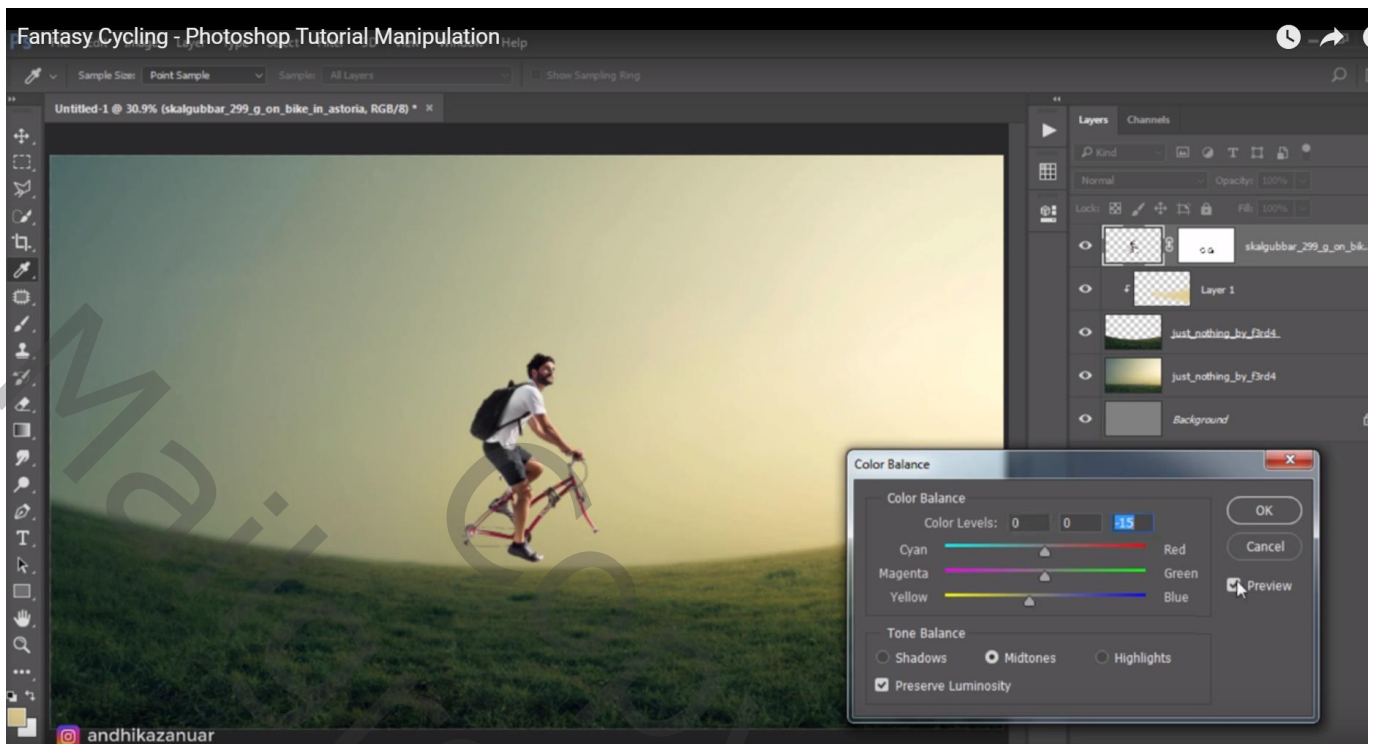 Fantasy Cycling - Photoshop Tutorial Manipulation
Help
Sample Size: Point Sample Sample: All Layers Show Sampling Ring
Untitled-1 @ 30.9% (skalgubbar_299_g_on_bike_in_astoria, RGB/8) * ×
Layers Channels
Kind
Normal Opacity: 100%
Lock: Fill: 100%
skalgubbar_299_g_on_bik...
Layer 1
just_nothing_by_f3rd4
just_nothing_by_f3rd4
Background
Color Balance
Color Balance
Color Levels: 0 0 -15
OK
Cyan Red
Cancel
Magenta Green
Preview
Yellow Blue
Tone Balance
Shadows Midtones Highlights
Preserve Luminosity
andhikazanuar